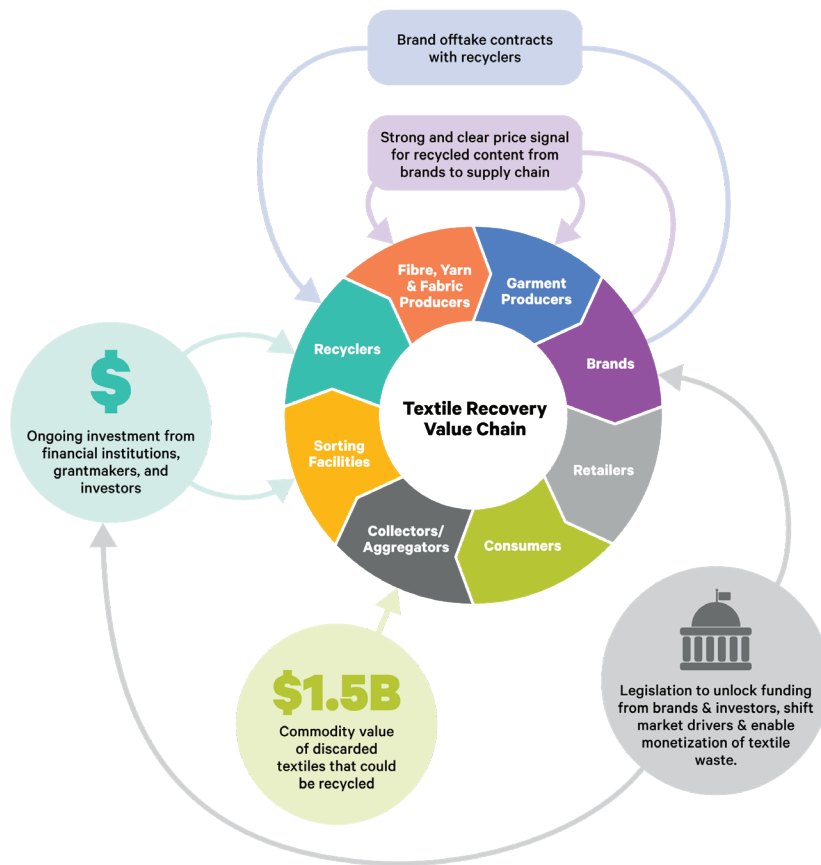 Brand offtake contracts
with recyclers
Strong and clear price signal
for recycled content from
brands to supply chain
Fibre, Yarn
& Fabric
Producers
Garment
Producers
Recyclers
Brands
Textile Recovery
Value Chain
$
Ongoing investment from
financial institutions,
grantmakers, and
investors
Sorting
Facilities
Retailers
Collectors/
Aggregators
Consumers
$1.5B
Commodity value
of discarded
textiles that could
be recycled
Legislation to unlock funding
from brands & investors, shift
market drivers & enable
monetization of textile
waste.